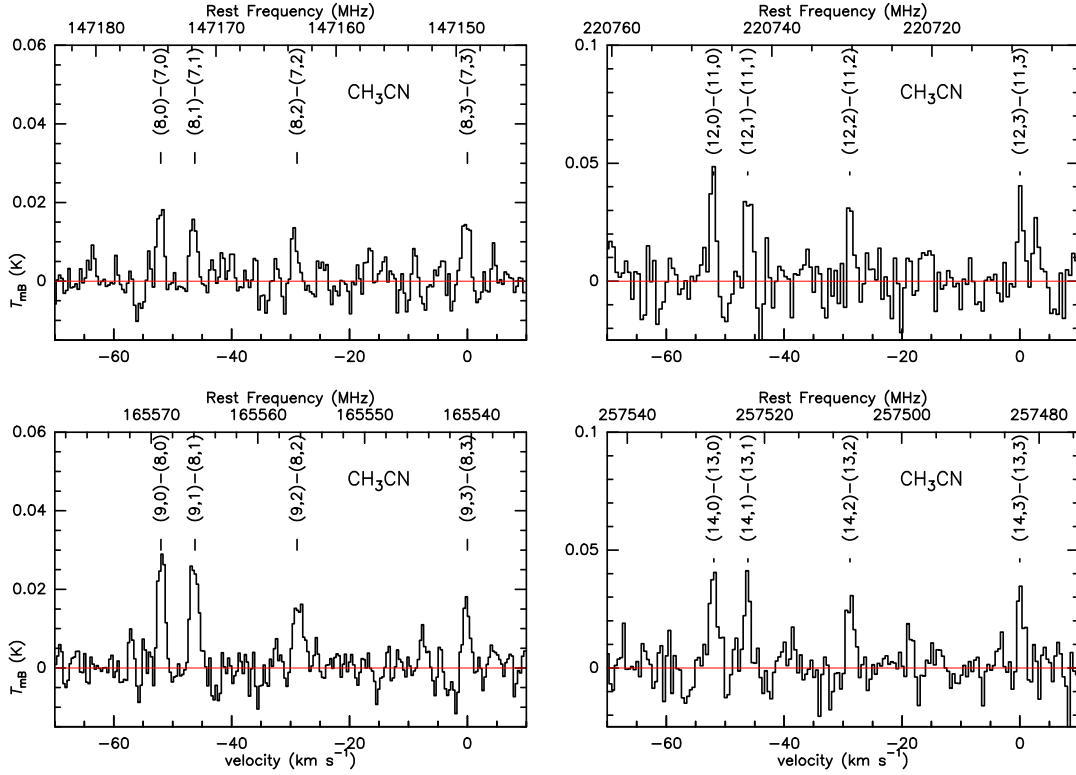 Rest Frequency (MHz)
147180 147170 147160 147150
0.06
0.04
0.02
0
T_mB (K)
(8,0)−(7,0)
(8,1)−(7,1)
(8,2)−(7,2)
(8,3)−(7,3)
CH₃CN
−60 −40 −20 0
Rest Frequency (MHz)
220760 220740 220720
0.1
0.05
0
(12,0)−(11,0)
(12,1)−(11,1)
(12,2)−(11,2)
(12,3)−(11,3)
CH₃CN
−60 −40 −20 0
Rest Frequency (MHz)
165570 165560 165550 165540
0.06
0.04
0.02
0
T_mB (K)
(9,0)−(8,0)
(9,1)−(8,1)
(9,2)−(8,2)
(9,3)−(8,3)
CH₃CN
−60 −40 −20 0
velocity (km s⁻¹)
Rest Frequency (MHz)
257540 257520 257500 257480
0.1
0.05
0
(14,0)−(13,0)
(14,1)−(13,1)
(14,2)−(13,2)
(14,3)−(13,3)
CH₃CN
−60 −40 −20 0
velocity (km s⁻¹)